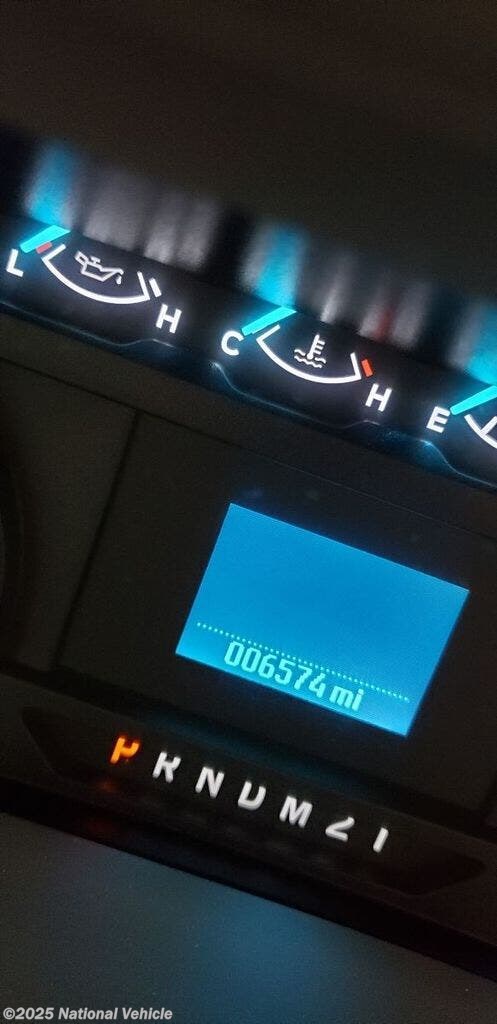 L H C H E
006574 mi
P R N D M 2 1
©2025 National Vehicle